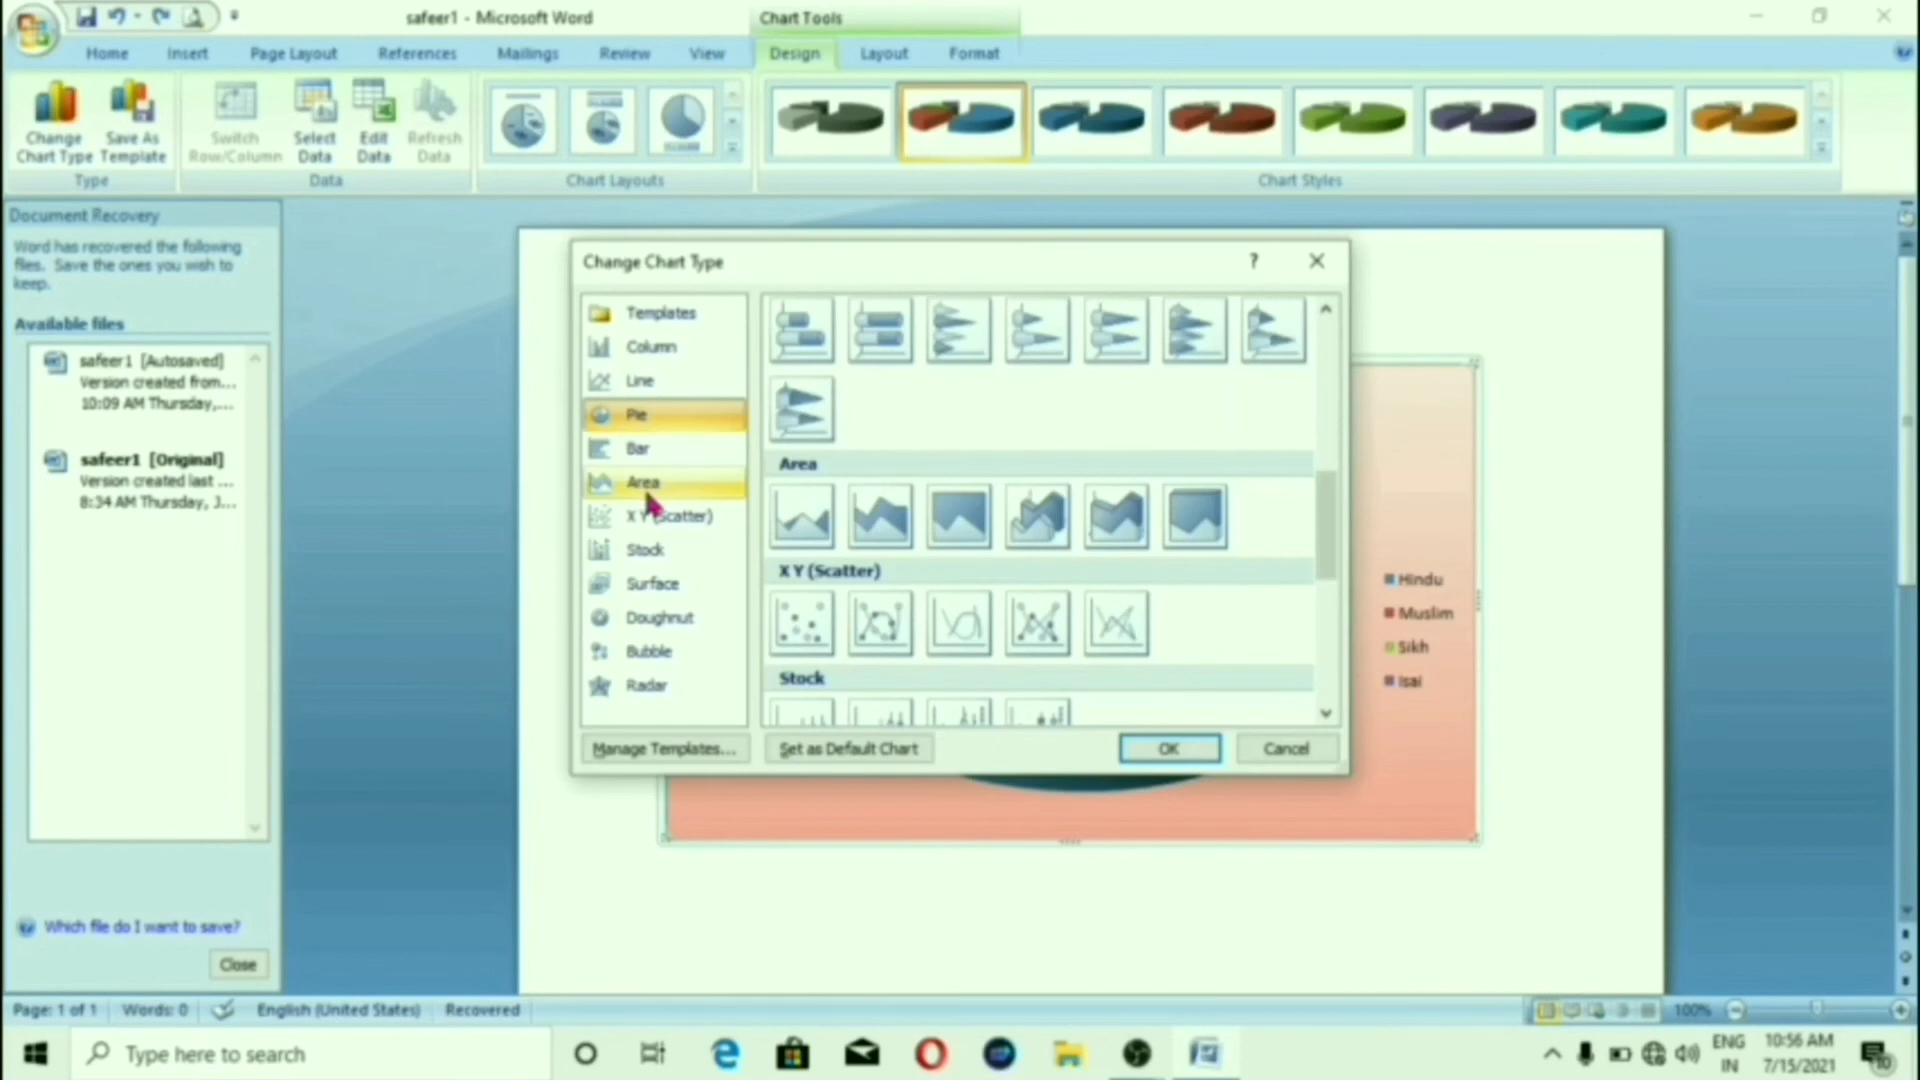 safeer1 - Microsoft Word
Chart Tools
Home Insert Page Layout References Mailings Review View Design Layout Format
Change Chart Type
Save As Template
Switch Row/Column
Select Data
Edit Data
Refresh Data
Type
Data
Chart Layouts
Chart Styles
Document Recovery
Word has recovered the following
files. Save the ones you wish to
keep.
Available files
safeer1 [Autosaved]
Version created from...
10:09 AM Thursday,...
safeer1 [Original]
Version created last ...
8:34 AM Thursday, J...
Which file do I want to save?
Close
Change Chart Type
?
Templates
Column
Line
Pie
Bar
Area
X Y (Scatter)
Stock
Surface
Doughnut
Bubble
Radar
Area
X Y (Scatter)
Stock
Manage Templates...
Set as Default Chart
OK
Cancel
Hindu
Muslim
Sikh
Isai
Page: 1 of 1 Words: 0 English (United States) Recovered
100%
Type here to search
ENG
IN
10:56 AM
7/15/2021
10